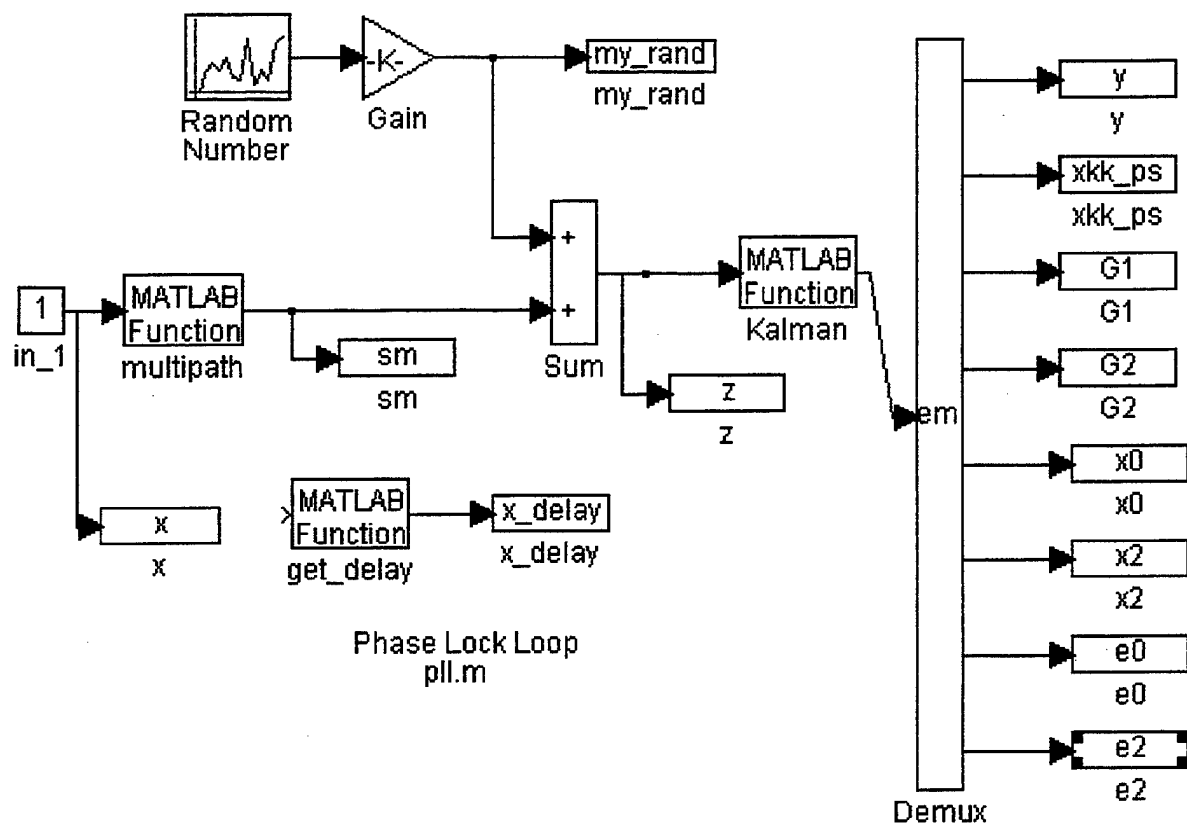 Random
Number
-K-
Gain
my_rand
my_rand
1
in_1
MATLAB
Function
multipath
sm
sm
+
+
Sum
z
z
MATLAB
Function
Kalman
x
x
MATLAB
Function
get_delay
x_delay
x_delay
Phase Lock Loop
pll.m
em
Demux
y
y
xkk_ps
xkk_ps
G1
G1
G2
G2
x0
x0
x2
x2
e0
e0
e2
e2